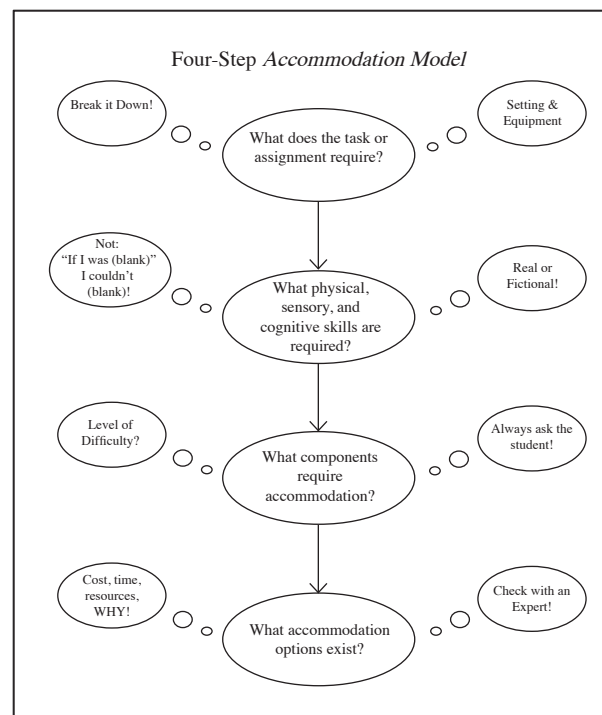 Four-Step Accommodation Model
Break it Down!
Setting &
Equipment
What does the task or
assignment require?
Not:
“If I was (blank)”
I couldn’t
(blank)!
Real or
Fictional!
What physical,
sensory, and
cognitive skills are
required?
Level of
Difficulty?
Always ask the
student!
What components
require
accommodation?
Cost, time,
resources,
WHY!
Check with an
Expert!
What accommodation
options exist?